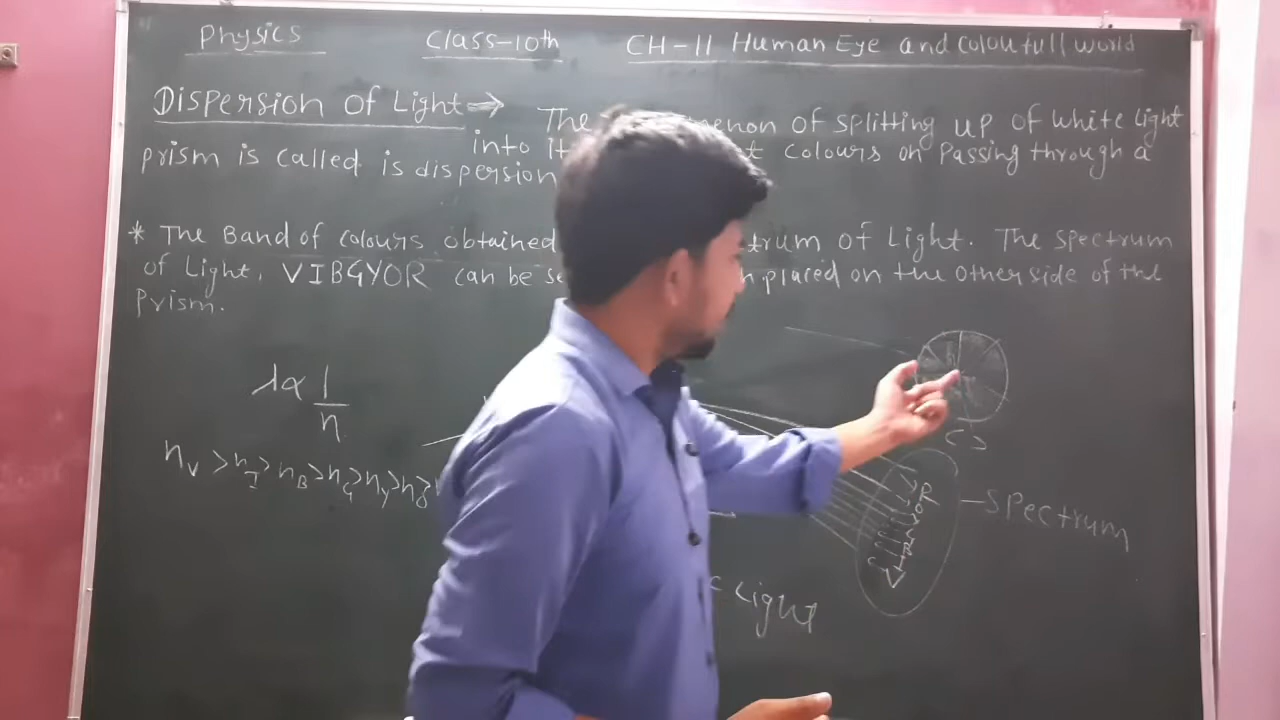 Physics Class-10th CH-11 Human Eye and Colourfull World
Dispersion of Light ⇒ The menon of splitting up of white light
into colours on passing through a
prism is called is dispersion
* The Band of colours obtained trum of Light. The spectrum
of Light, VIBGYOR can be placed on the other side of the
Prism.
λ ∝ 1/n
nV > nI > nB > nG > nY > nO
R
O
Y
G
B
I
V
Spectrum
Light